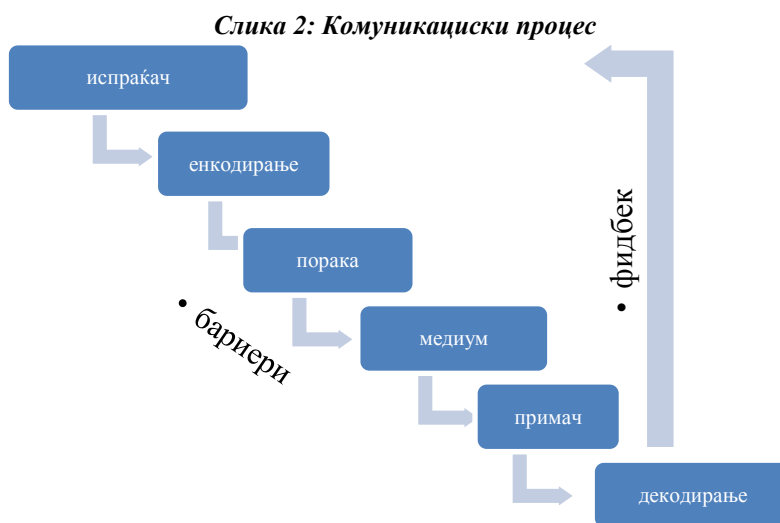 Слика 2: Комуникациски процес
испраќач
енкодирање
порака
• бариери
медиум
• фидбек
примач
декодирање